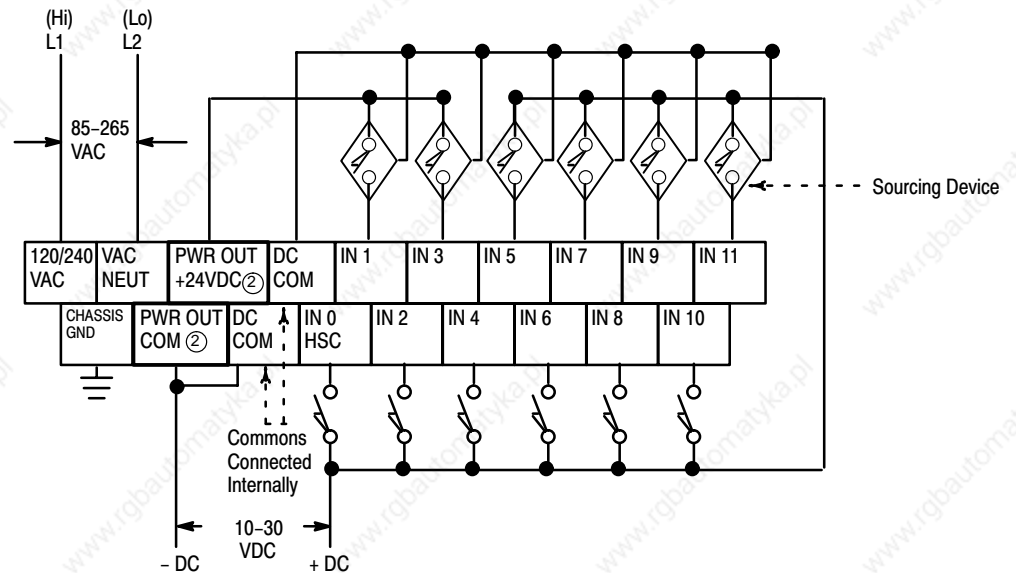 (Hi)
L1
(Lo)
L2
85–265
VAC
Sourcing Device
120/240
VAC
VAC
NEUT
PWR OUT
+24VDC②
DC
COM
IN 1
IN 3
IN 5
IN 7
IN 9
IN 11
CHASSIS
GND
PWR OUT
COM ②
DC
COM
IN 0
HSC
IN 2
IN 4
IN 6
IN 8
IN 10
Commons
Connected
Internally
10–30
VDC
– DC
+ DC
www.rgbautomatyka.pl